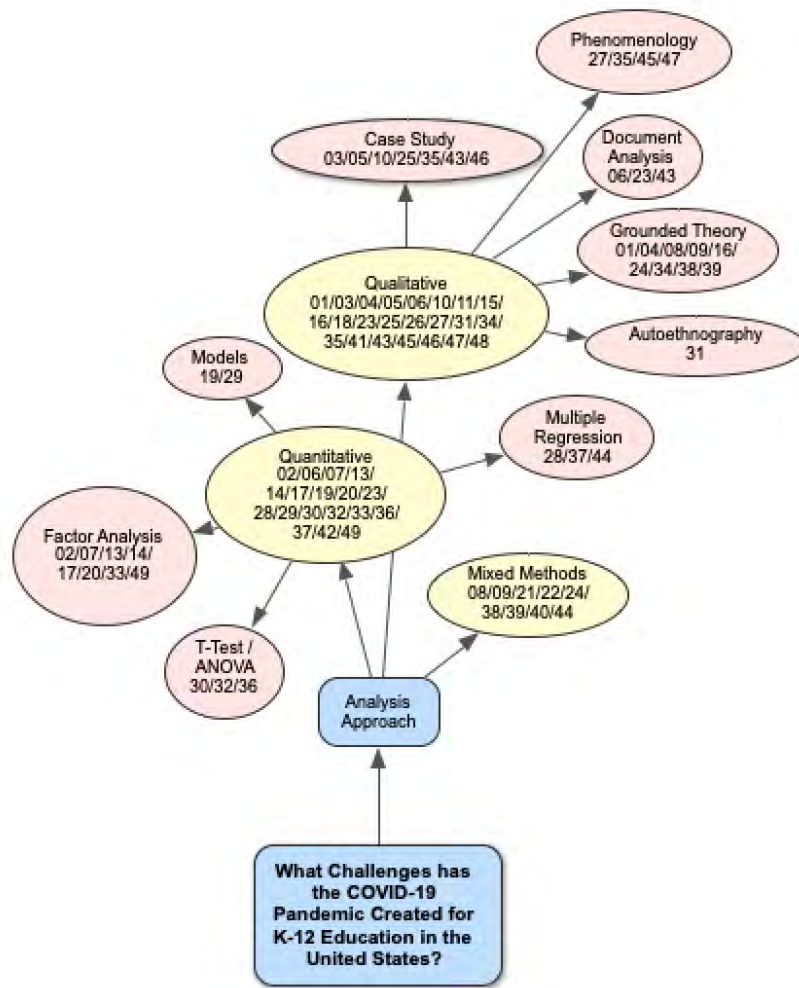 Phenomenology
27/35/45/47
Case Study
03/05/10/25/35/43/46
Document
Analysis
06/23/43
Grounded Theory
01/04/08/09/16/
24/34/38/39
Qualitative
01/03/04/05/06/10/11/15/
16/18/23/25/26/27/31/34/
35/41/43/45/46/47/48
Autoethnography
31
Models
19/29
Multiple
Regression
28/37/44
Quantitative
02/06/07/13/
14/17/19/20/23/
28/29/30/32/33/36/
37/42/49
Factor Analysis
02/07/13/14/
17/20/33/49
Mixed Methods
08/09/21/22/24/
38/39/40/44
T-Test /
ANOVA
30/32/36
Analysis
Approach
What Challenges has
the COVID-19
Pandemic Created for
K-12 Education in the
United States?